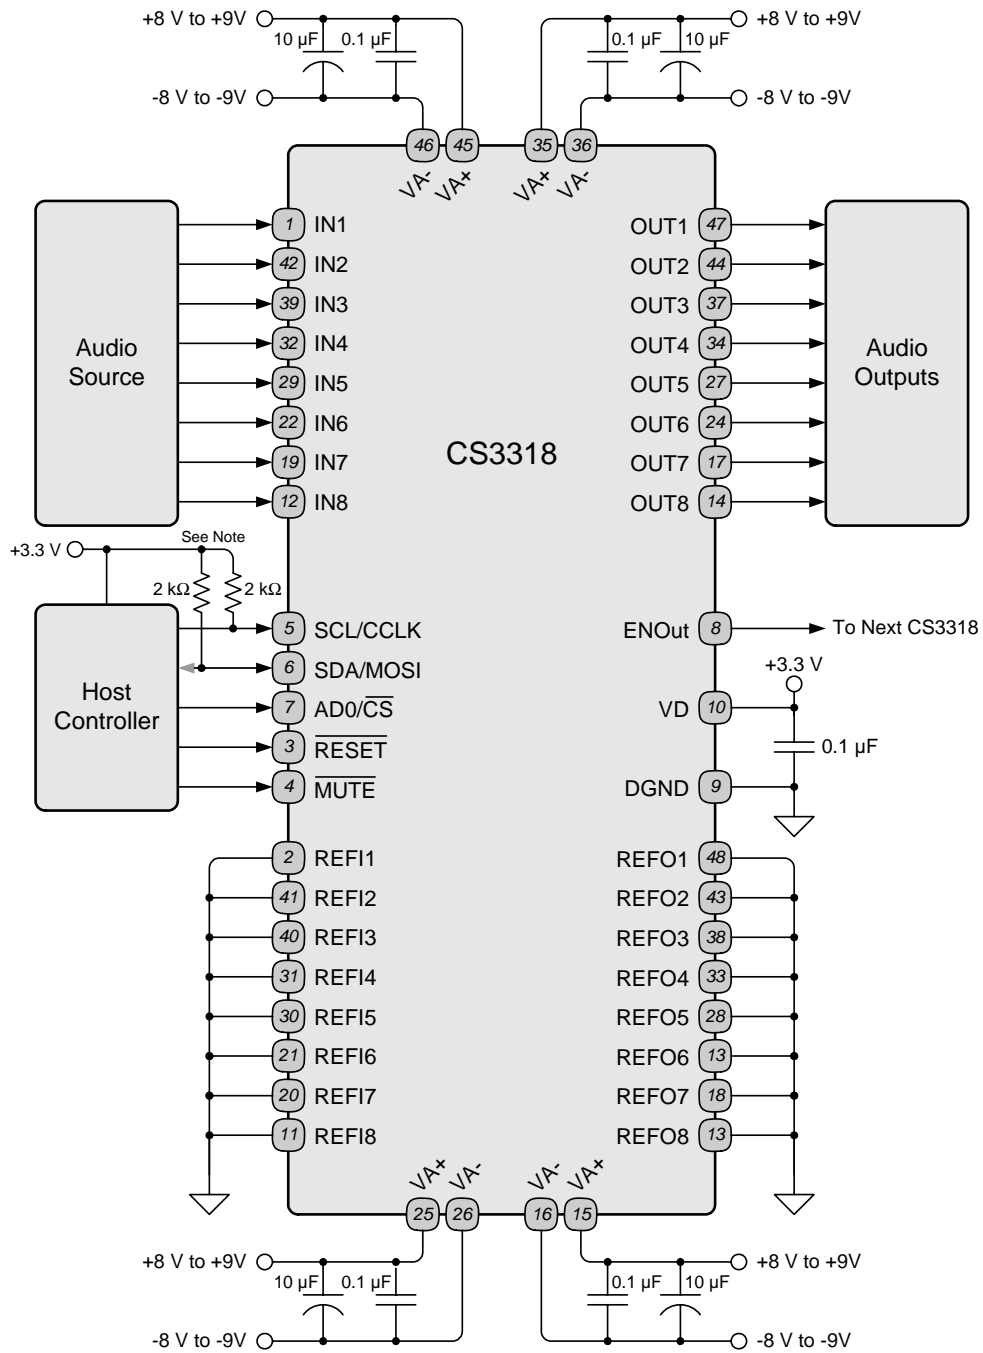 +8 V to +9V
10 µF
0.1 µF
-8 V to -9V
46
45
VA-
VA+
+8 V to +9V
0.1 µF
10 µF
-8 V to -9V
35
36
VA+
VA-
Audio
Source
1 IN1
42 IN2
39 IN3
32 IN4
29 IN5
22 IN6
19 IN7
12 IN8
CS3318
OUT1 47
OUT2 44
OUT3 37
OUT4 34
OUT5 27
OUT6 24
OUT7 17
OUT8 14
Audio
Outputs
See Note
+3.3 V
2 kΩ
2 kΩ
Host
Controller
5 SCL/CCLK
6 SDA/MOSI
7 AD0/CS
3 RESET
4 MUTE
ENOut 8
To Next CS3318
+3.3 V
VD 10
0.1 µF
DGND 9
2 REFI1
41 REFI2
40 REFI3
31 REFI4
30 REFI5
21 REFI6
20 REFI7
11 REFI8
REFO1 48
REFO2 43
REFO3 38
REFO4 33
REFO5 28
REFO6 13
REFO7 18
REFO8 13
VA+
VA-
25
26
+8 V to +9V
10 µF
0.1 µF
-8 V to -9V
VA-
VA+
16
15
+8 V to +9V
0.1 µF
10 µF
-8 V to -9V